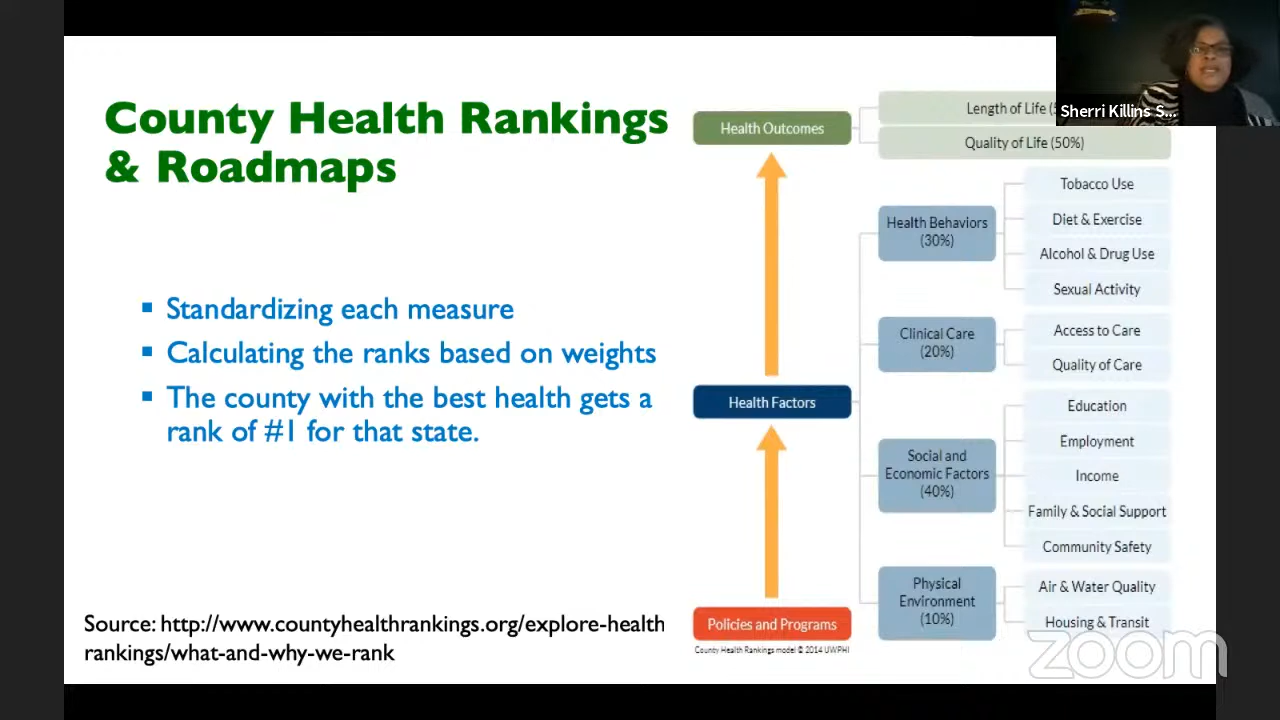 County Health Rankings
& Roadmaps
▪ Standardizing each measure
▪ Calculating the ranks based on weights
▪ The county with the best health gets a
rank of #1 for that state.
Source: http://www.countyhealthrankings.org/explore-health
rankings/what-and-why-we-rank
Health Outcomes
Length of Life (
Quality of Life (50%)
Health Factors
Health Behaviors
(30%)
Tobacco Use
Diet & Exercise
Alcohol & Drug Use
Sexual Activity
Clinical Care
(20%)
Access to Care
Quality of Care
Social and
Economic Factors
(40%)
Education
Employment
Income
Family & Social Support
Community Safety
Physical
Environment
(10%)
Air & Water Quality
Housing & Transit
Policies and Programs
County Health Rankings model © 2014 UWPHI
Sherri Killins S...
zoom